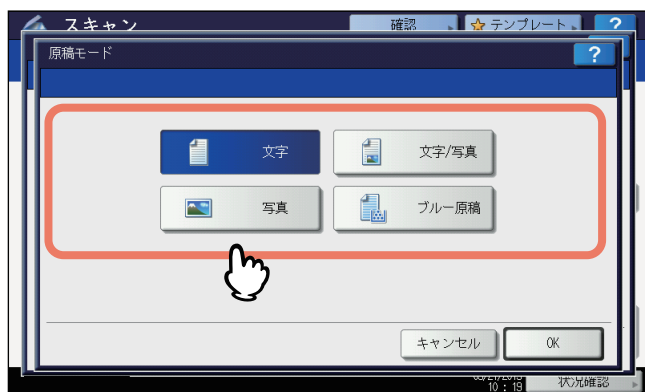 スキャン 確認 テンプレート ?
原稿モード ?
文字 文字/写真
写真 ブルー原稿
キャンセル OK
10 : 19 状況確認